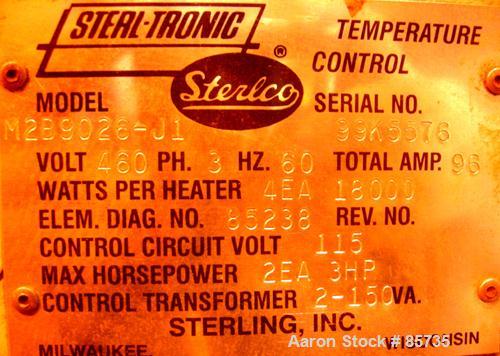 STERL-TRONIC TEMPERATURE
Sterlco ® CONTROL
MODEL SERIAL NO.
M2B9026-J1 99K5576
VOLT 460 PH. 3 HZ. 60 TOTAL AMP. 96
WATTS PER HEATER 4EA 18000
ELEM. DIAG. NO. 85238 REV. NO.
CONTROL CIRCUIT VOLT 115
MAX HORSEPOWER 2EA 3HP
CONTROL TRANSFORMER 2-150 VA.
STERLING, INC.
MILWAUKEE
Aaron Stock# 85735